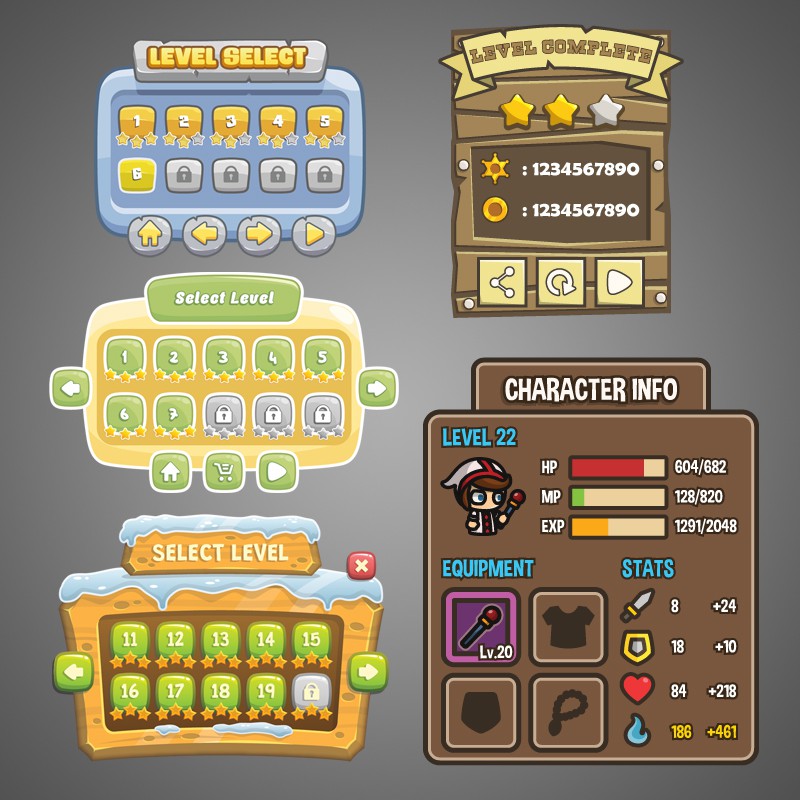 LEVEL SELECT
1 2 3 4 5
6
LEVEL COMPLETE
: 1234567890
: 1234567890
Select Level
1 2 3 4 5
6 7
SELECT LEVEL
11 12 13 14 15
16 17 18 19
CHARACTER INFO
LEVEL 22
HP 604/682
MP 128/820
EXP 1291/2048
EQUIPMENT
Lv.20
STATS
8 +24
18 +10
84 +218
186 +461